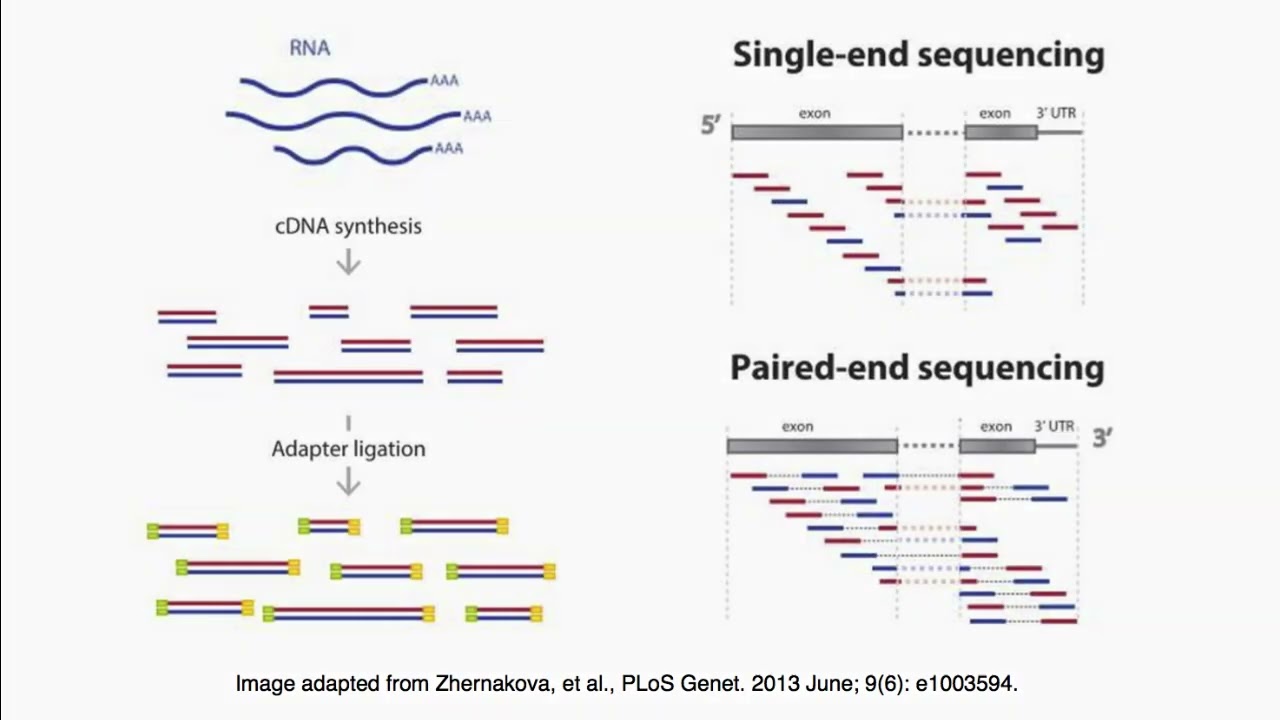 RNA
AAA
AAA
AAA
cDNA synthesis
Adapter ligation
Single-end sequencing
exon
exon
3’ UTR
5’
Paired-end sequencing
exon
exon
3’ UTR
3’
Image adapted from Zhernakova, et al., PLoS Genet. 2013 June; 9(6): e1003594.